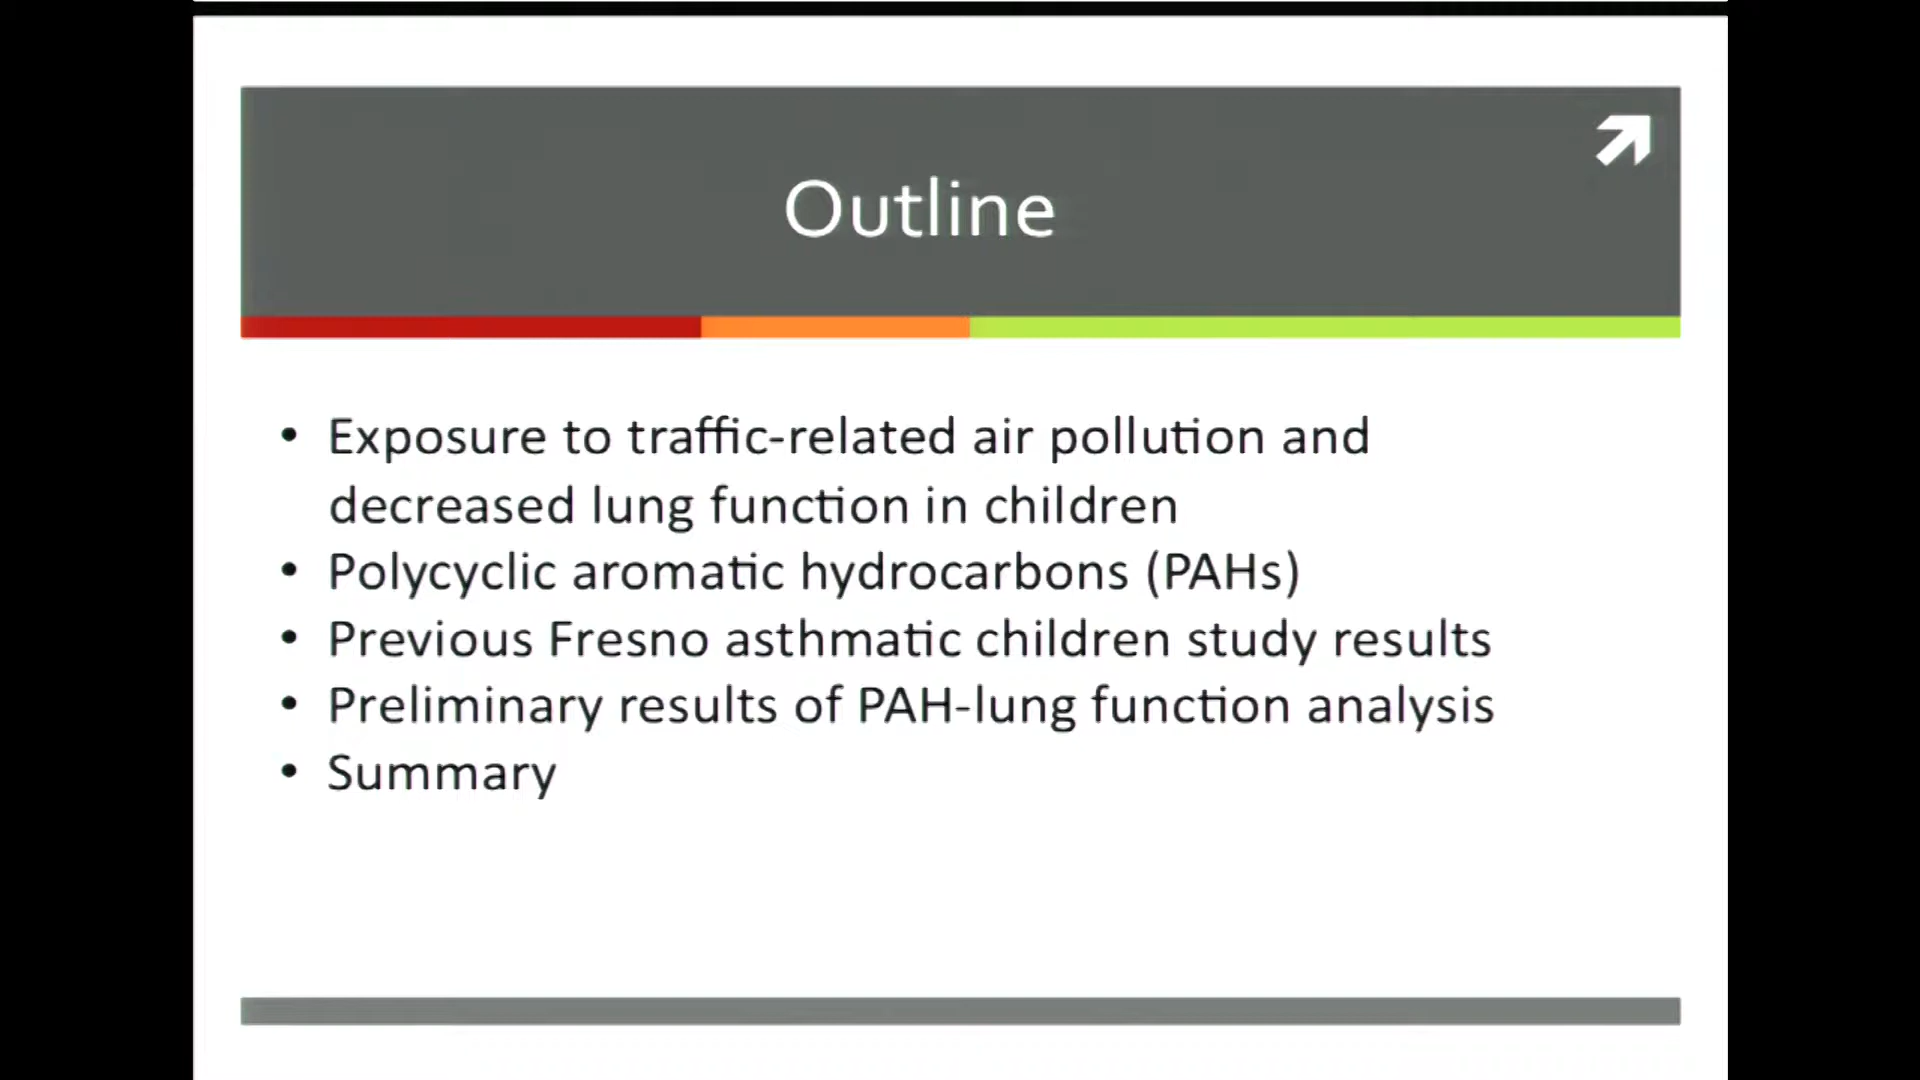 Outline
• Exposure to traffic-related air pollution and
decreased lung function in children
• Polycyclic aromatic hydrocarbons (PAHs)
• Previous Fresno asthmatic children study results
• Preliminary results of PAH-lung function analysis
• Summary